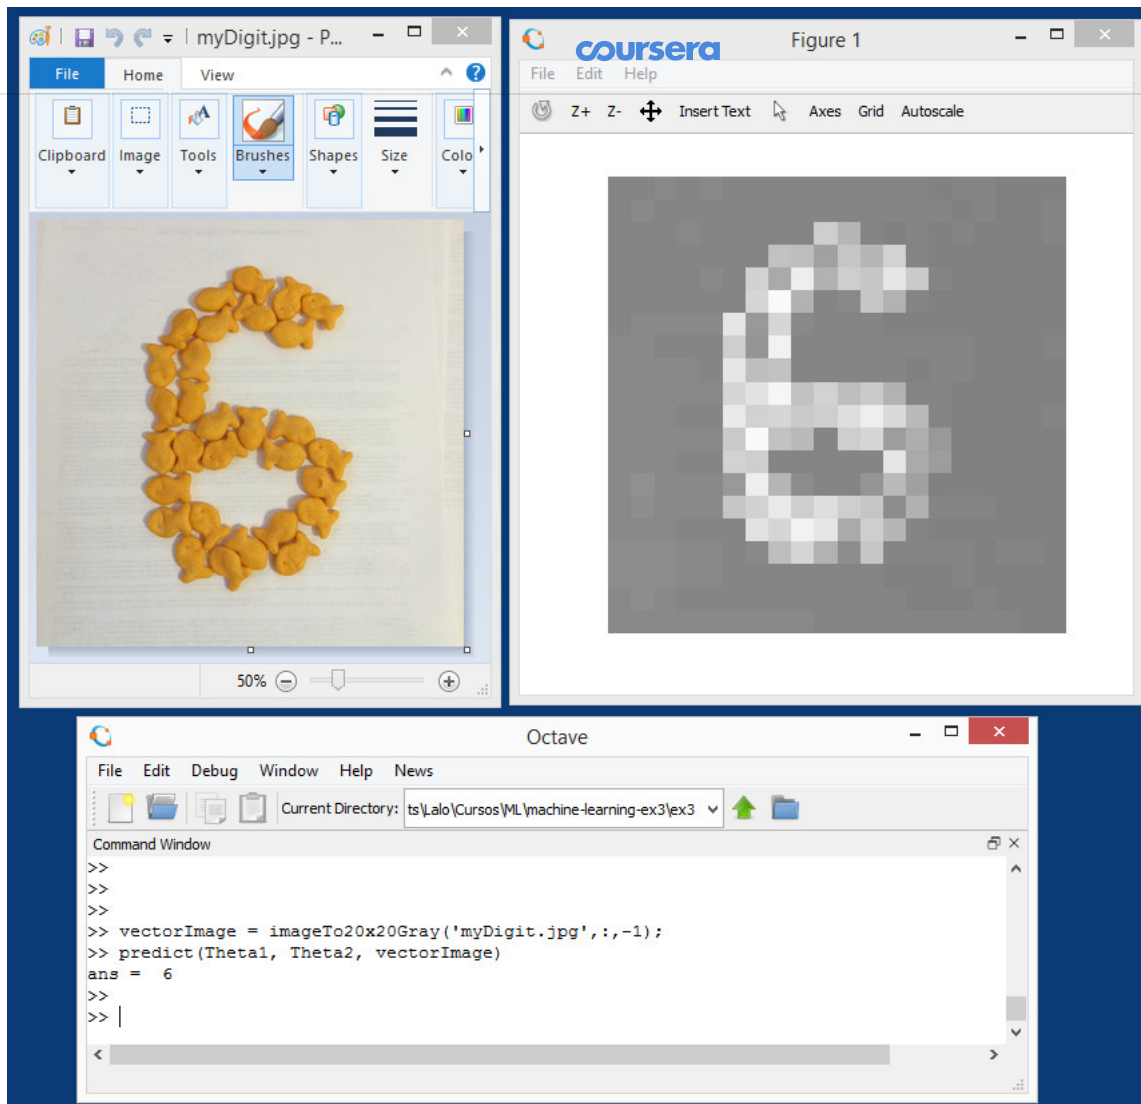 myDigit.jpg - P...
File Home View
Clipboard Image Tools Brushes Shapes Size Colo
50%
coursera
Figure 1
File Edit Help
Z+ Z- Insert Text Axes Grid Autoscale
Octave
File Edit Debug Window Help News
Current Directory: ts\Lalo\Cursos\ML\machine-learning-ex3\ex3
Command Window
>>
>>
>>
>> vectorImage = imageTo20x20Gray('myDigit.jpg',:,-1);
>> predict(Theta1, Theta2, vectorImage)
ans =  6
>>
>>